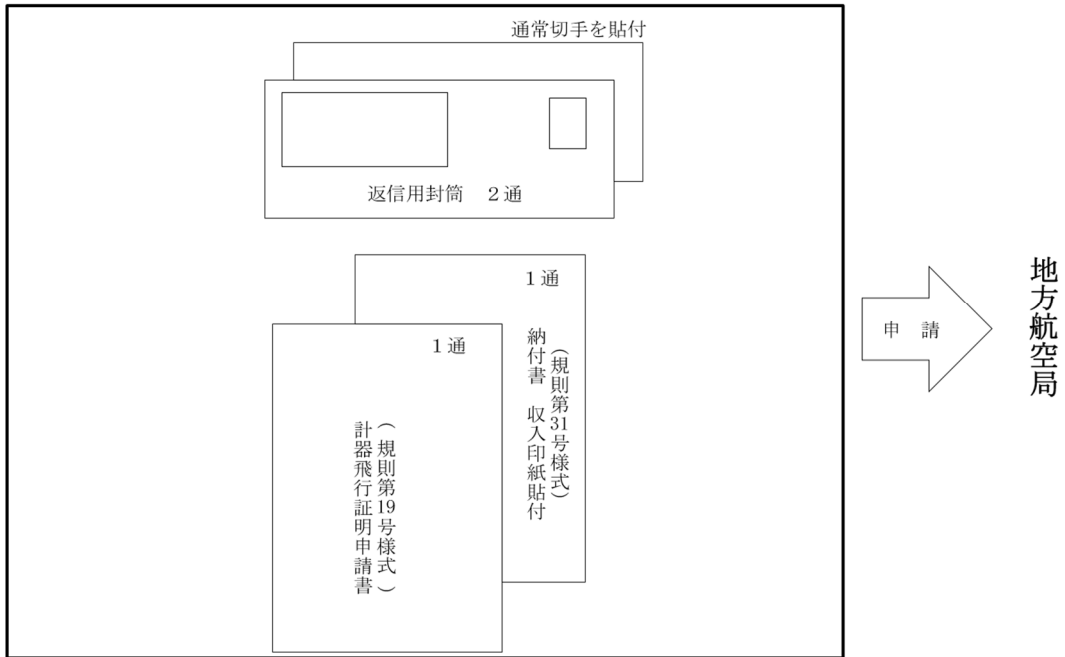 通常切手を貼付
返信用封筒　２通
１通
（規則第31号様式）
納付書　収入印紙貼付
１通
（規則第19号様式）
計器飛行証明申請書
申　請
地方航空局